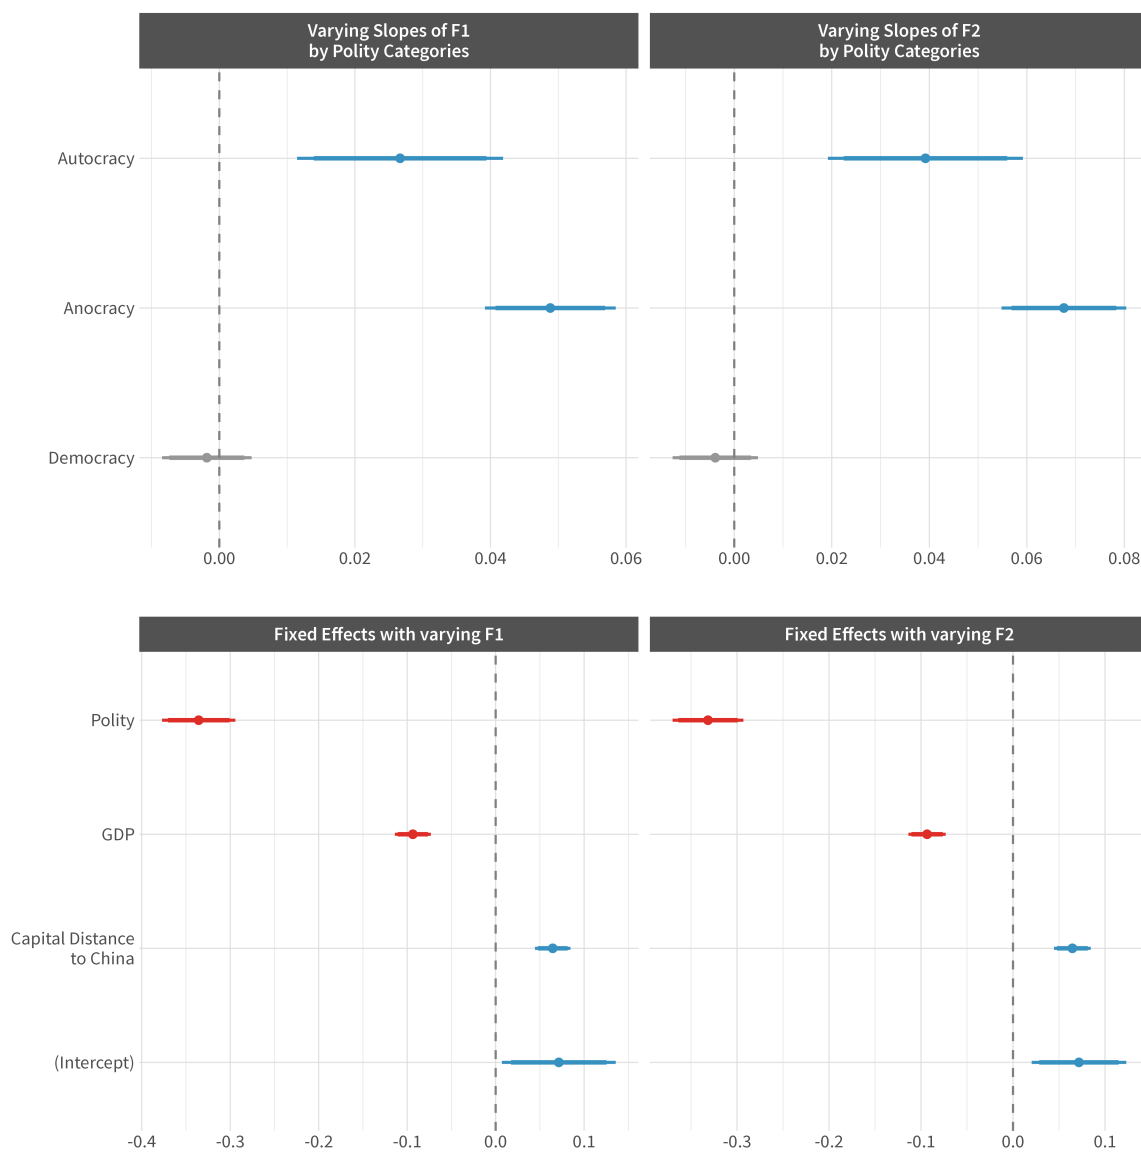 Varying Slopes of F1
by Polity Categories
Varying Slopes of F2
by Polity Categories
Autocracy
Anocracy
Democracy
0.00 0.02 0.04 0.06
0.00 0.02 0.04 0.06 0.08
Fixed Effects with varying F1
Fixed Effects with varying F2
Polity
GDP
Capital Distance
to China
(Intercept)
-0.4 -0.3 -0.2 -0.1 0.0 0.1
-0.3 -0.2 -0.1 0.0 0.1